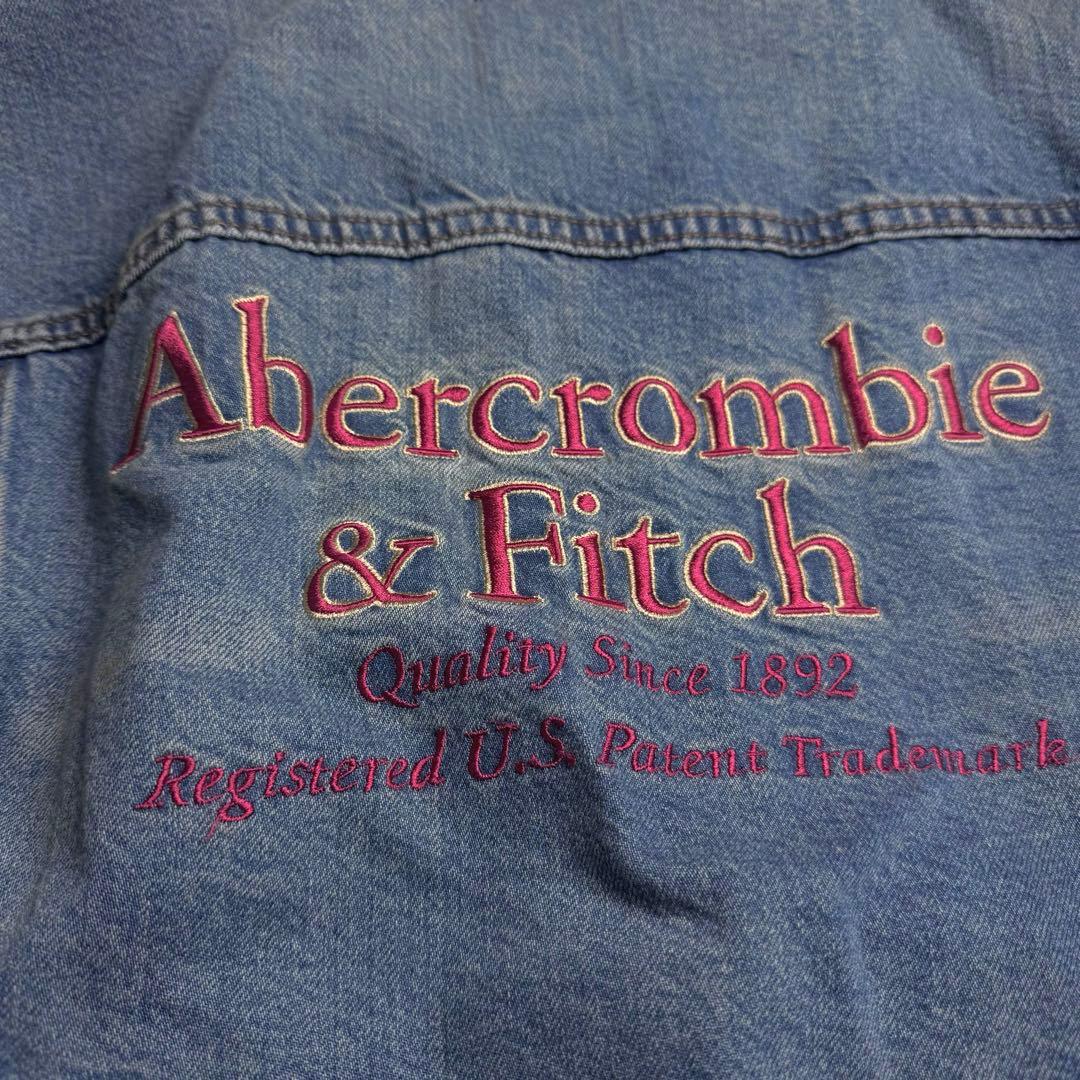 Abercrombie
& Fitch
Quality Since 1892
Registered U.S. Patent Trademark